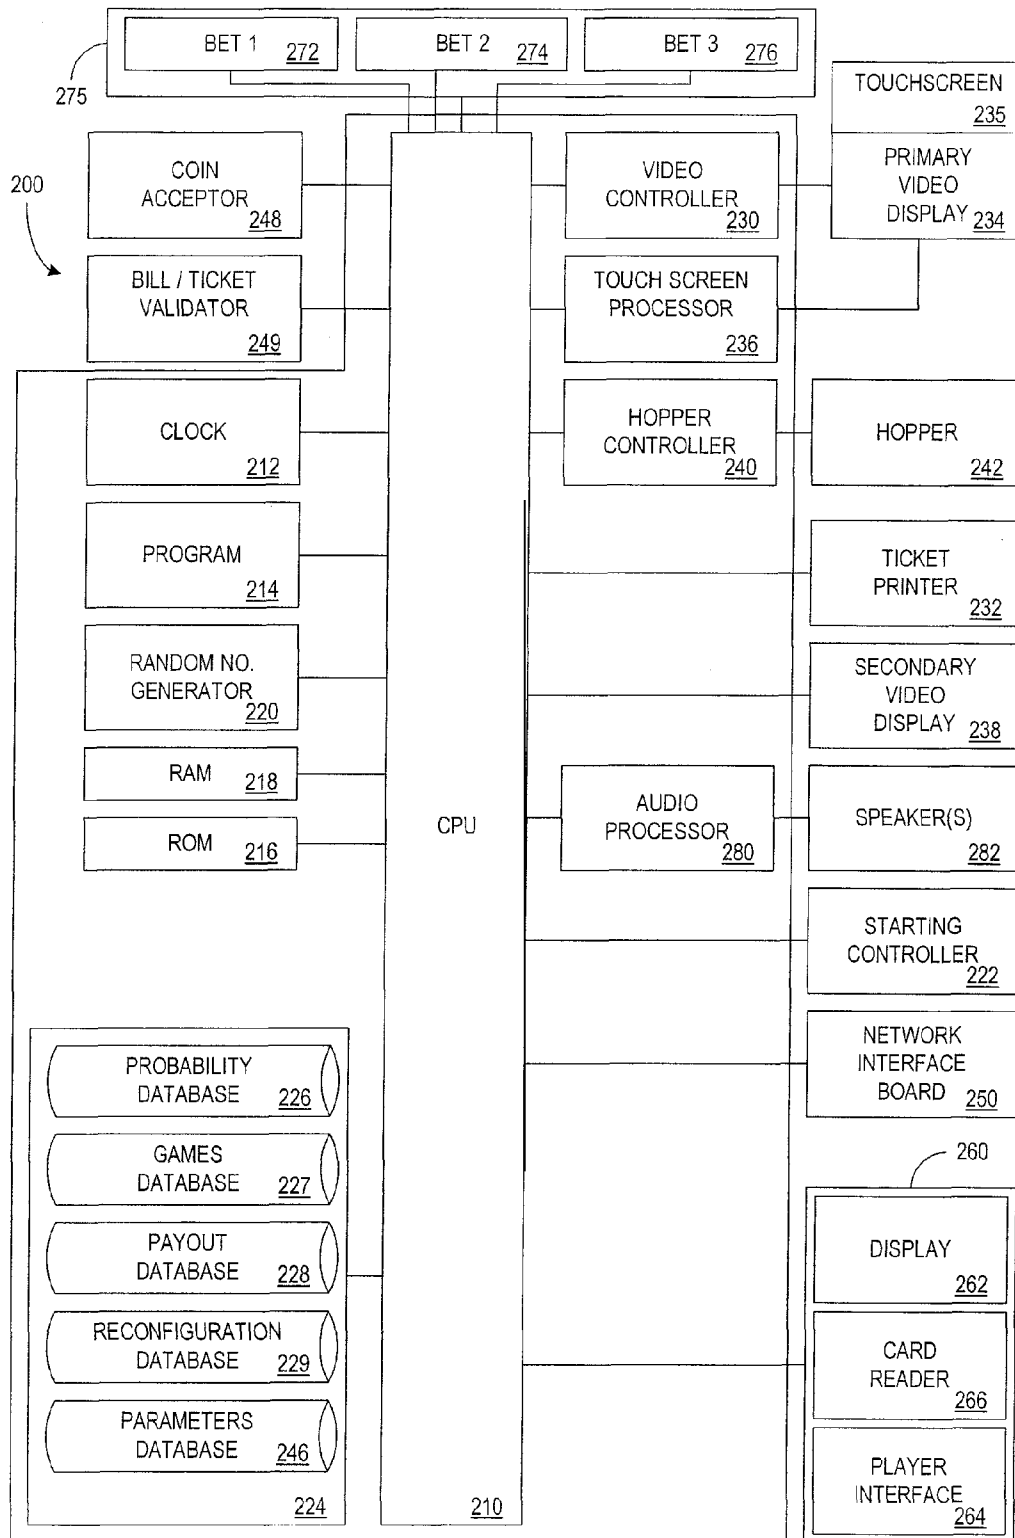 BET 1
272
BET 2
274
BET 3
276
275
TOUCHSCREEN
235
200
COIN
ACCEPTOR
248
VIDEO
CONTROLLER
230
PRIMARY
VIDEO
DISPLAY
234
BILL / TICKET
VALIDATOR
249
TOUCH SCREEN
PROCESSOR
236
CLOCK
212
HOPPER
CONTROLLER
240
HOPPER
242
PROGRAM
214
TICKET
PRINTER
232
RANDOM NO.
GENERATOR
220
SECONDARY
VIDEO
DISPLAY
238
RAM
218
ROM
216
CPU
AUDIO
PROCESSOR
280
SPEAKER(S)
282
STARTING
CONTROLLER
222
PROBABILITY
DATABASE
226
NETWORK
INTERFACE
BOARD
250
GAMES
DATABASE
227
260
PAYOUT
DATABASE
228
DISPLAY
262
RECONFIGURATION
DATABASE
229
CARD
READER
266
PARAMETERS
DATABASE
246
PLAYER
INTERFACE
264
224
210